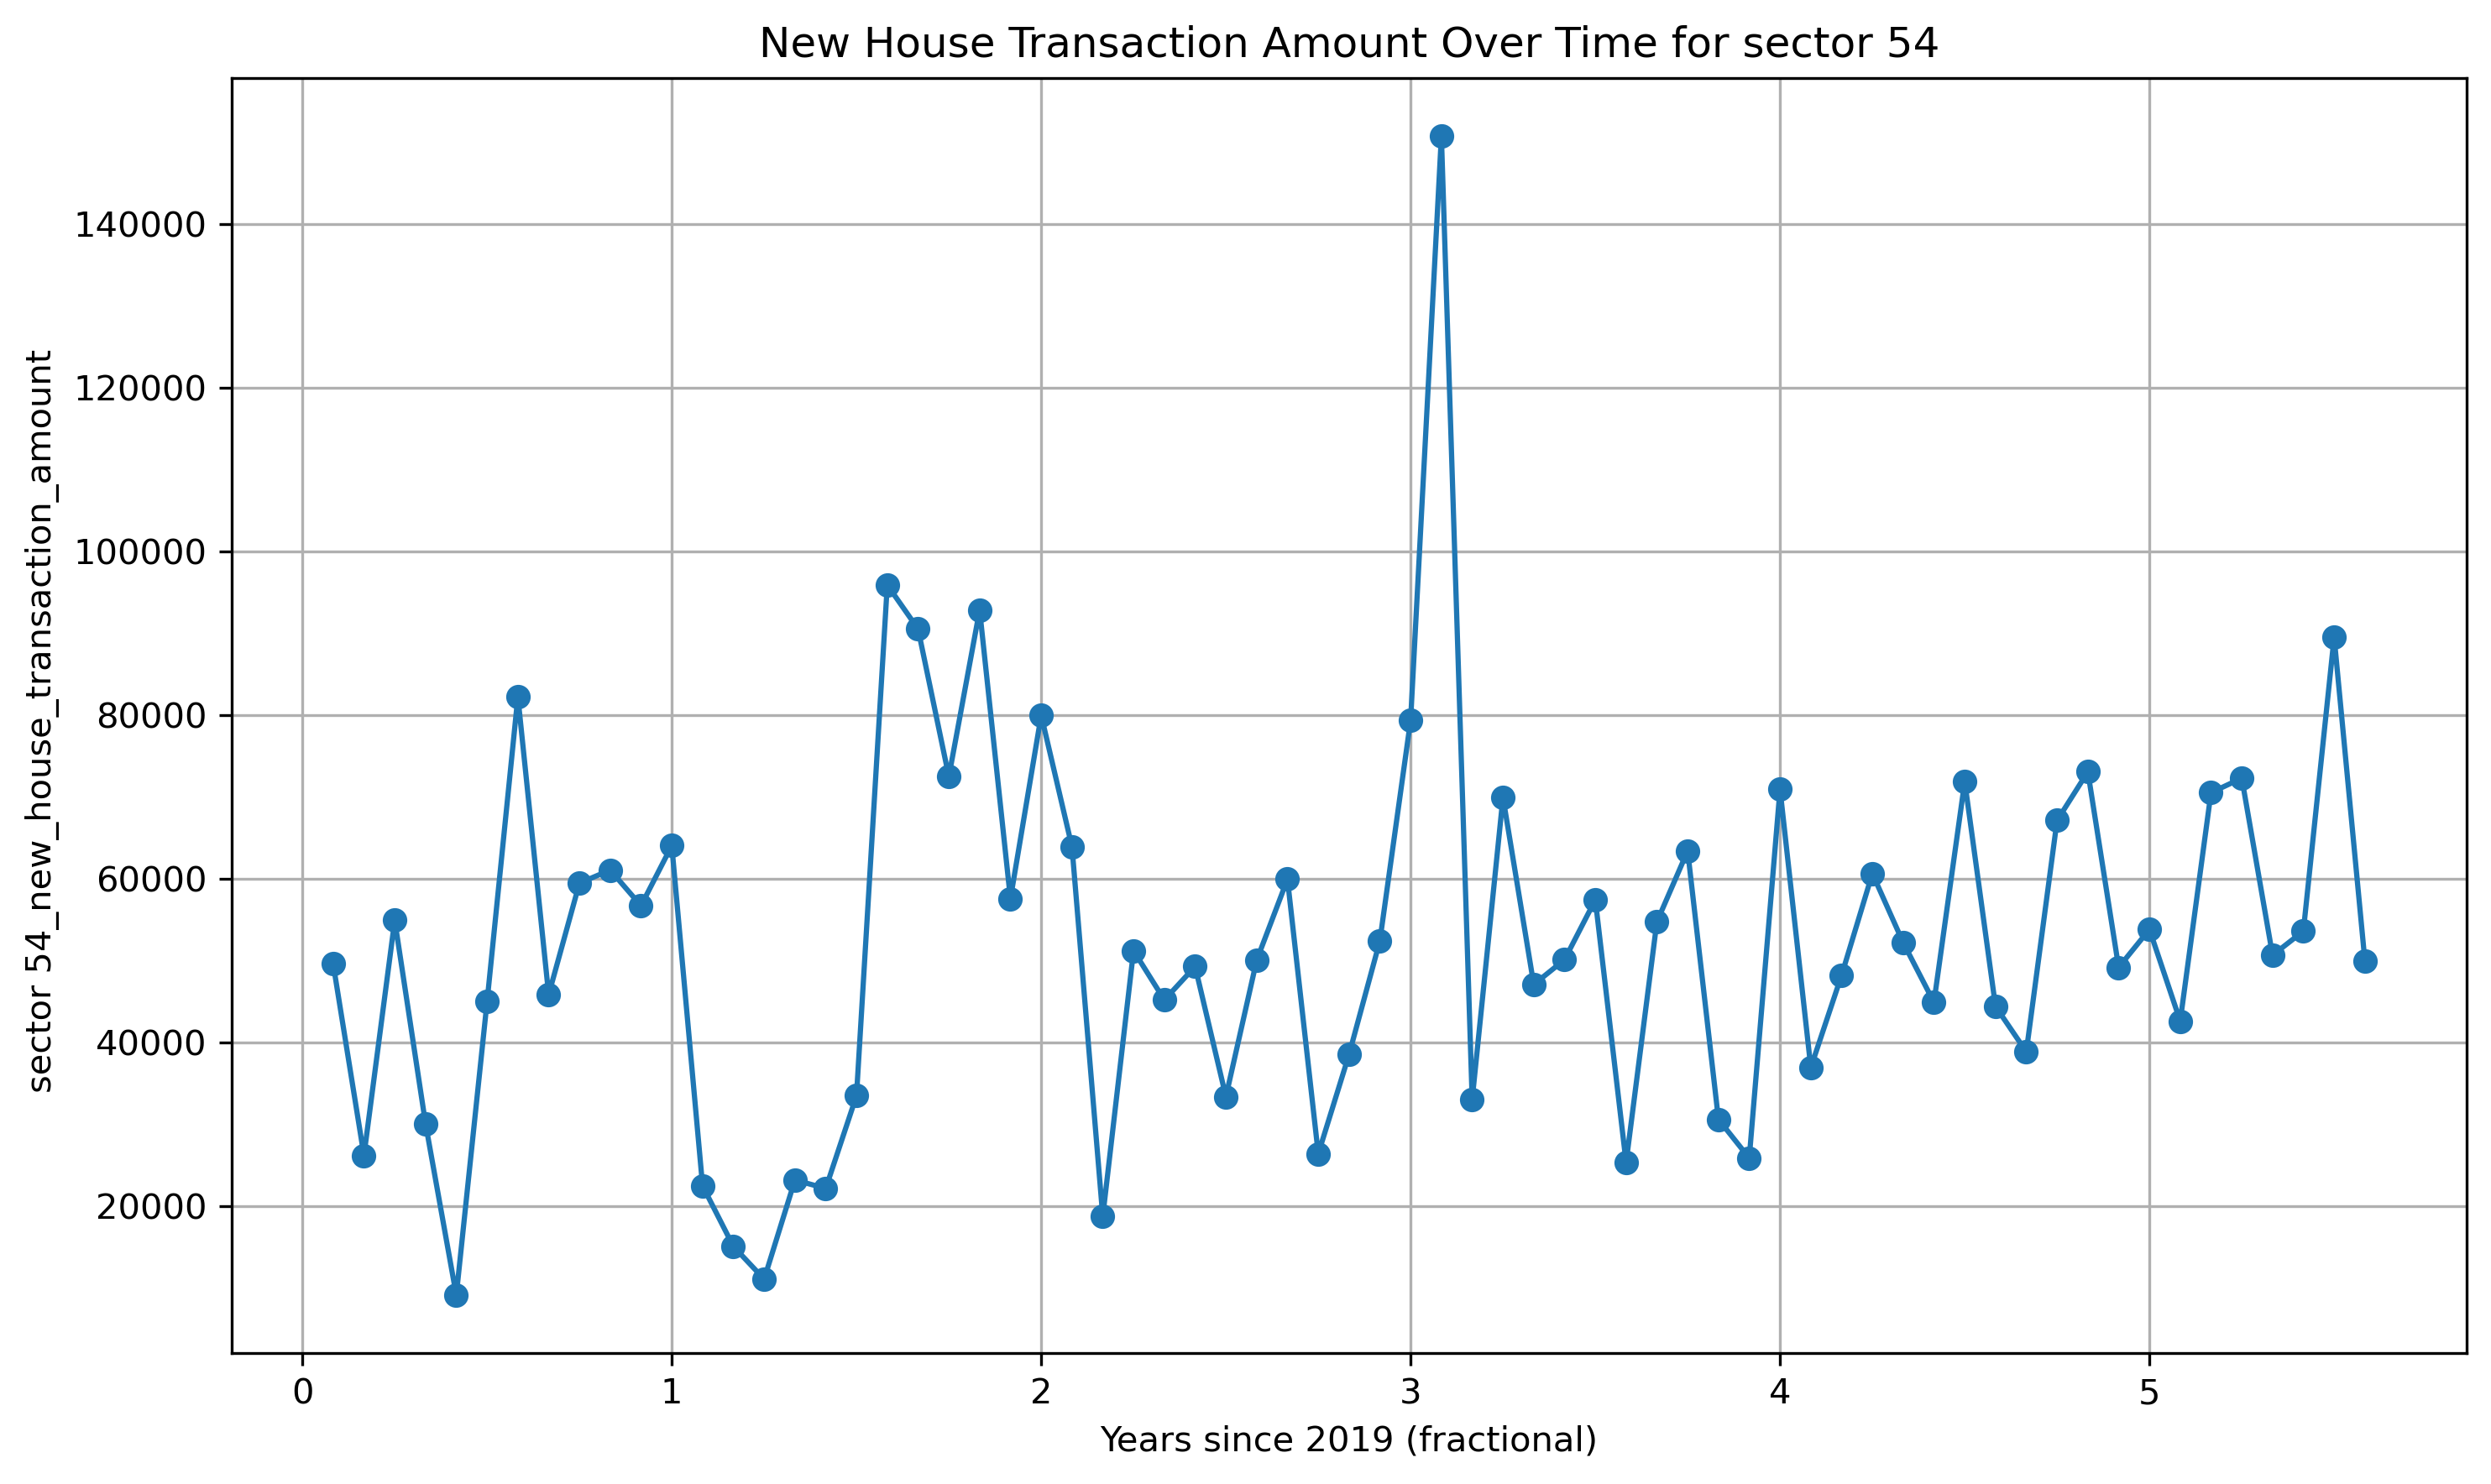 New House Transaction Amount Over Time for sector 54
sector 54_new_house_transaction_amount
140000
120000
100000
80000
60000
40000
20000
0 1 2 3 4 5
Years since 2019 (fractional)